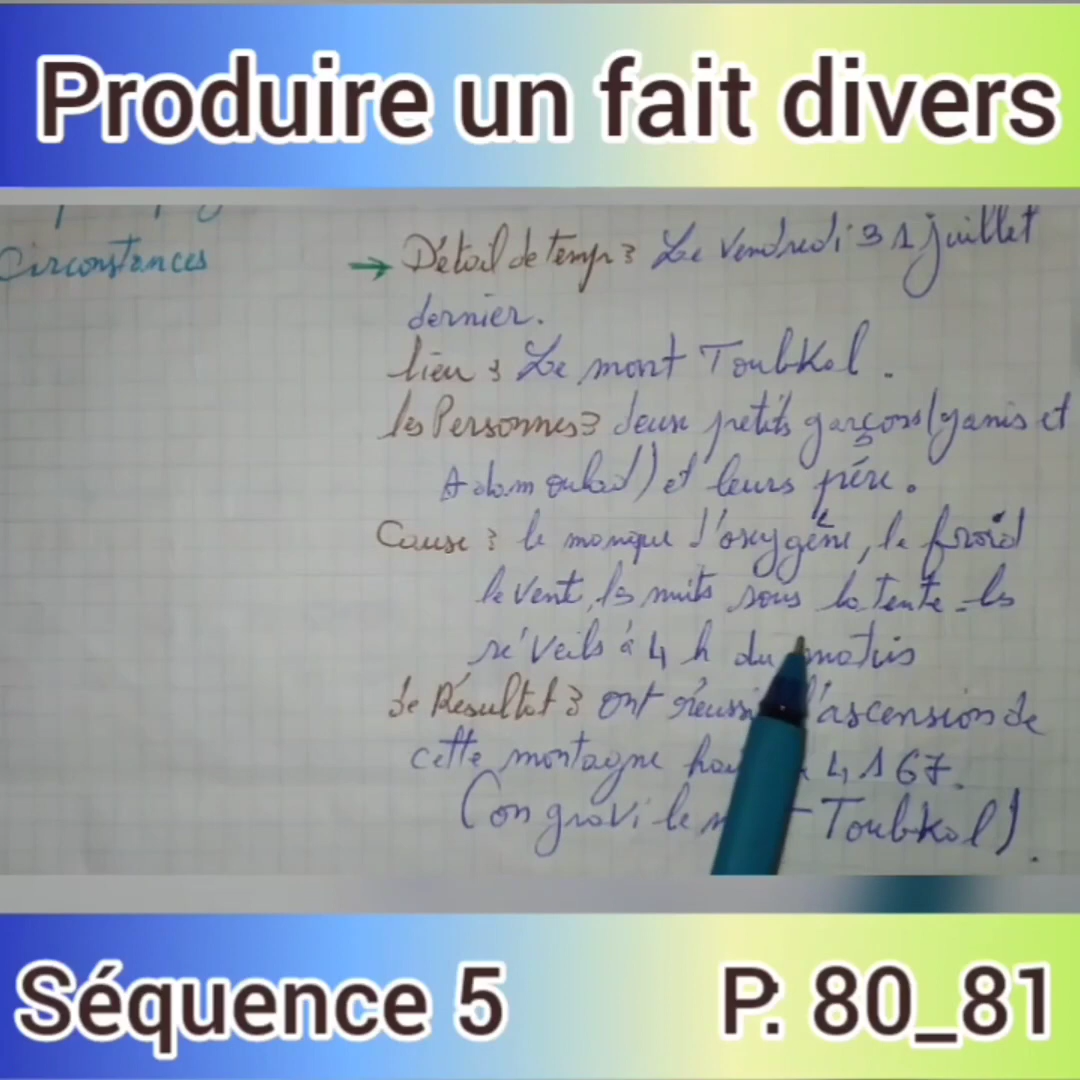 Produire un fait divers
Circonstances
→ Détail de temps : Le vendredi 31 juillet
dernier.
lieu : Le mont Toubkal.
les Personnes : deux petits garçons (yanis et
Adam oulad) et leurs père.
Cause : le manque d'oxygène, le froid
le vent, les nuits sous la tente. les
réveils à 4 h du matin
le Résultat : ont réussi l'ascension de
cette montagne 4167.
(on gravi le Toubkol).
Séquence 5
P. 80_81